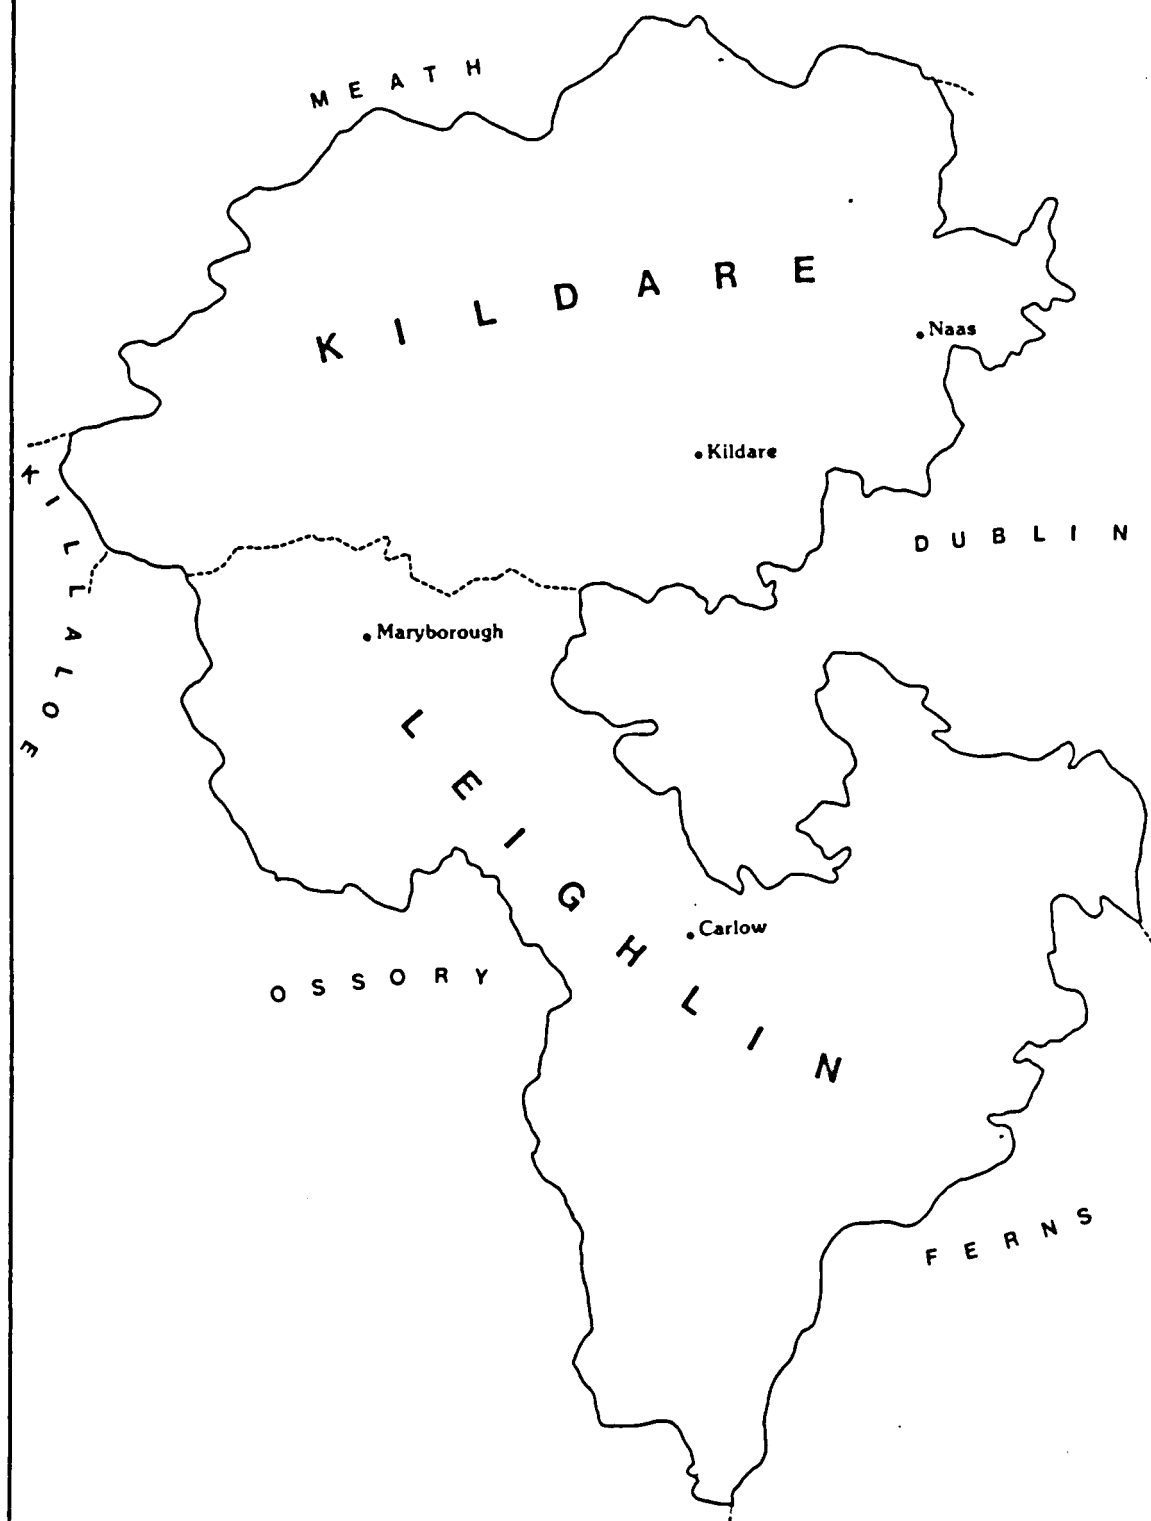 MEATH
KILDARE
Naas
Kildare
KILLALOE
DUBLIN
Maryborough
LEIGHLIN
Carlow
OSSORY
FERNS